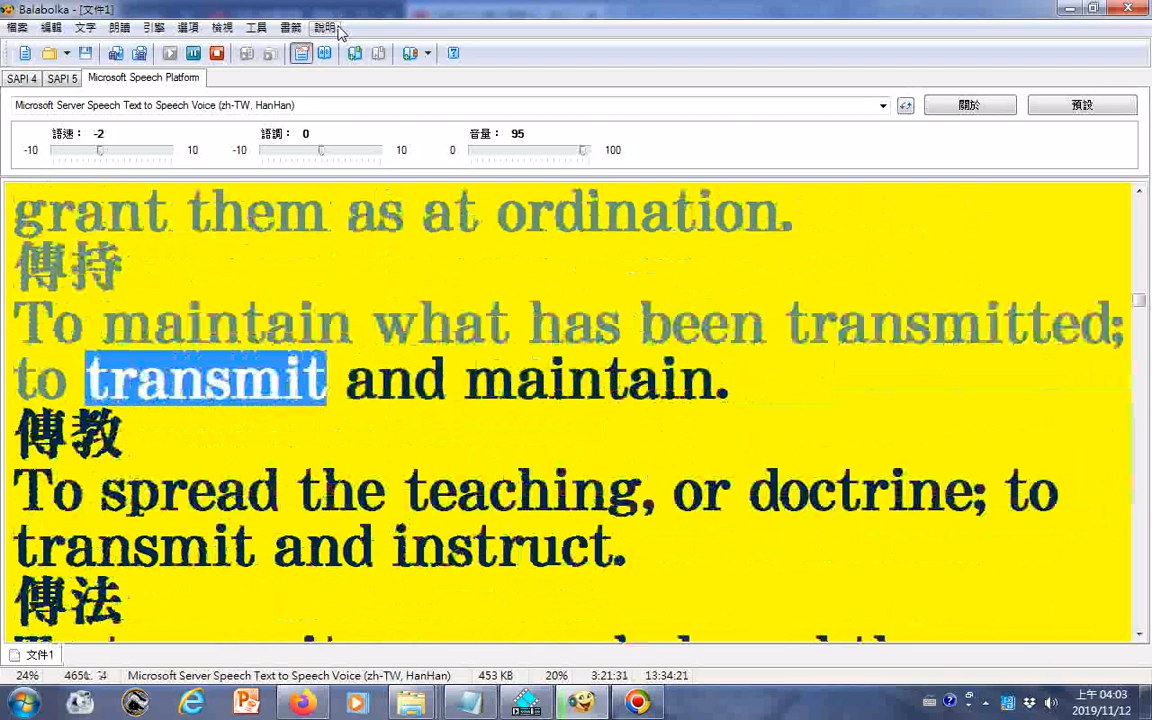 Balabolka - [文件1]
檔案 編輯 文字 朗讀 引擎 選項 檢視 工具 書籤 說明
SAPI 4 SAPI 5 Microsoft Speech Platform
Microsoft Server Speech Text to Speech Voice (zh-TW, HanHan) 關於 預設
語速： -2 語調： 0 音量： 95
-10 10 -10 10 0 100
grant them as at ordination.
傳持
To maintain what has been transmitted;
to transmit and maintain.
傳教
To spread the teaching, or doctrine; to
transmit and instruct.
傳法
文件1
24% Microsoft Server Speech Text to Speech Voice (zh-TW, HanHan) 453 KB 20% 3:21:31 13:34:21
上午 04:03
2019/11/12